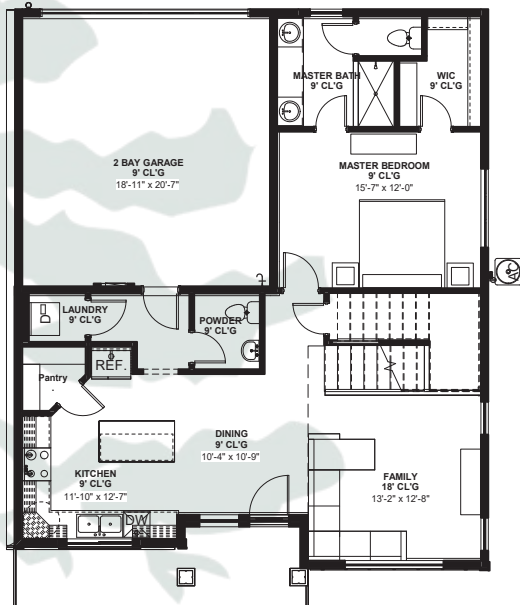 MASTER BATH
9' CL'G
WIC
9' CL'G
2 BAY GARAGE
9' CL'G
18'-11" x 20'-7"
MASTER BEDROOM
9' CL'G
15'-7" x 12'-0"
AC
LAUNDRY
9' CL'G
D
POWDER
9' CL'G
REF.
Pantry
DINING
9' CL'G
10'-4" x 10'-9"
KITCHEN
9' CL'G
11'-10" x 12'-7"
FAMILY
18' CL'G
13'-2" x 12'-8"
DW